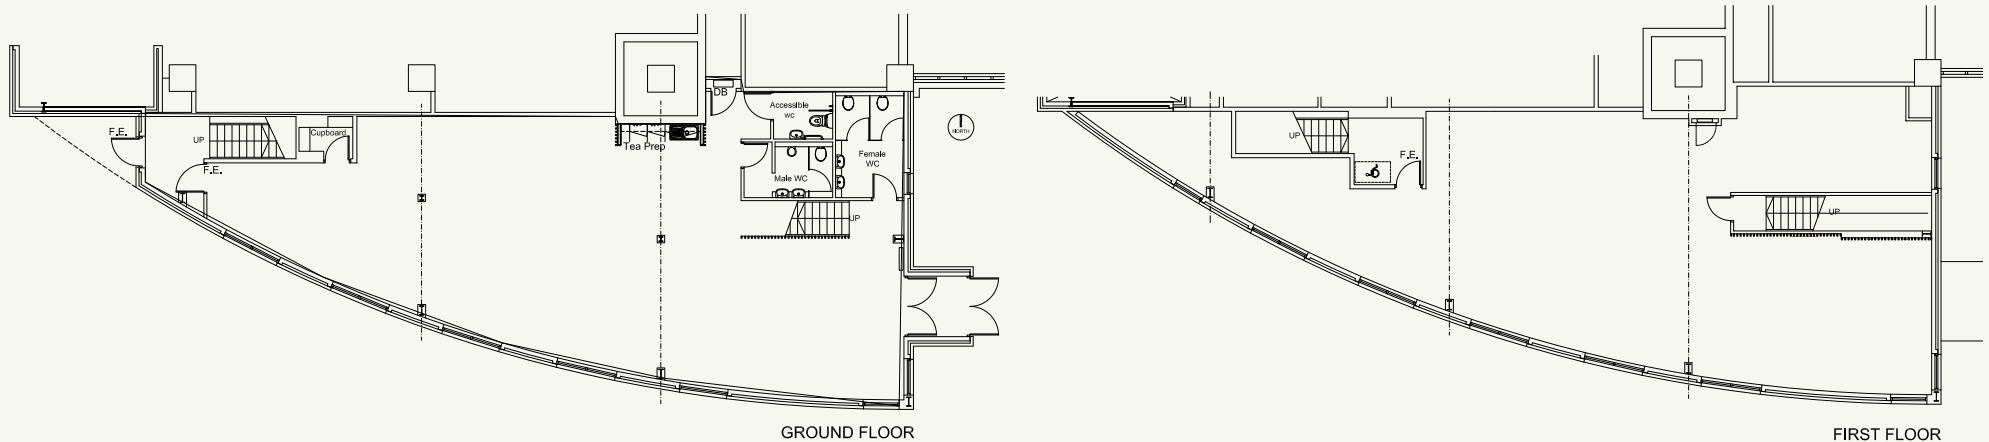 DB
Accessible
WC
F.E.
UP
Cupboard
Tea Prep
NORTH
Female
WC
F.E.
Male WC
UP
GROUND FLOOR
UP
F.E.
UP
FIRST FLOOR